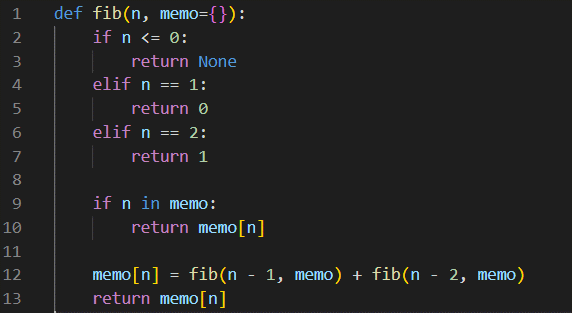 1 def fib(n, memo={}):
2     if n <= 0:
3         return None
4     elif n == 1:
5         return 0
6     elif n == 2:
7         return 1
8
9     if n in memo:
10         return memo[n]
11
12     memo[n] = fib(n - 1, memo) + fib(n - 2, memo)
13     return memo[n]